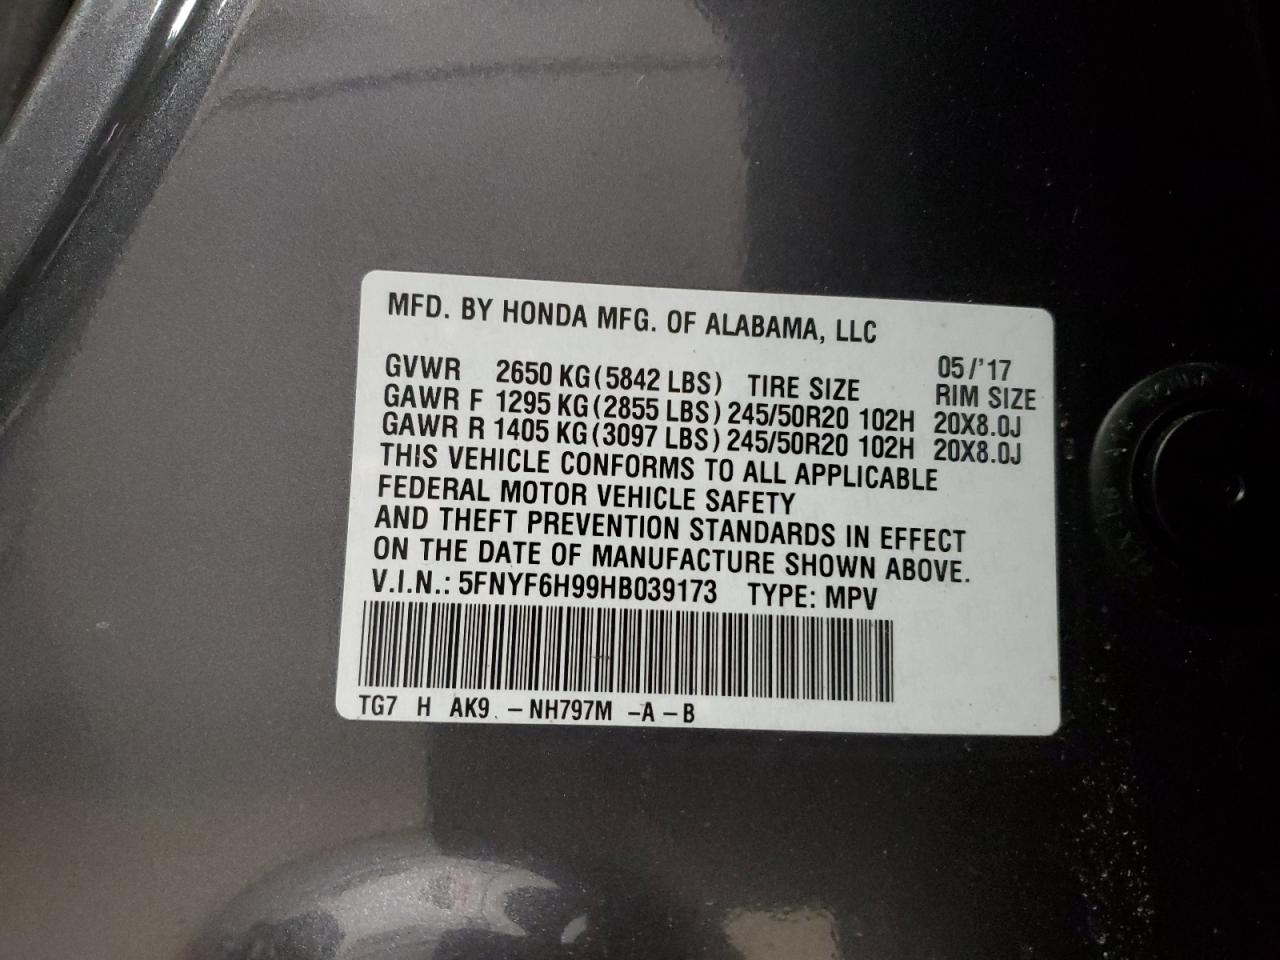 MFD. BY HONDA MFG. OF ALABAMA, LLC
05/'17
GVWR 2650 KG(5842 LBS) TIRE SIZE RIM SIZE
GAWR F 1295 KG(2855 LBS) 245/50R20 102H 20X8.0J
GAWR R 1405 KG(3097 LBS) 245/50R20 102H 20X8.0J
THIS VEHICLE CONFORMS TO ALL APPLICABLE
FEDERAL MOTOR VEHICLE SAFETY
AND THEFT PREVENTION STANDARDS IN EFFECT
ON THE DATE OF MANUFACTURE SHOWN ABOVE.
V.I.N.: 5FNYF6H99HB039173 TYPE: MPV
TG7 H AK9 - NH797M -A - B